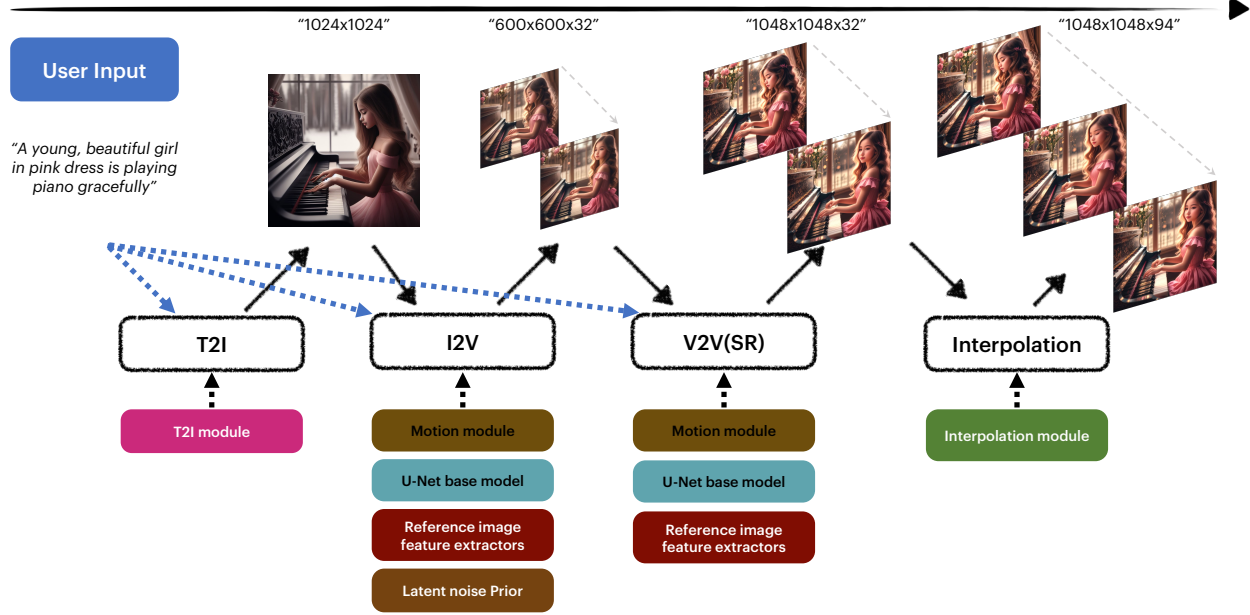 “1024x1024”
“600x600x32”
“1048x1048x32”
“1048x1048x94”
User Input
“A young, beautiful girl
in pink dress is playing
piano gracefully”
T2I
I2V
V2V(SR)
Interpolation
T2I module
Motion module
Motion module
Interpolation module
U-Net base model
U-Net base model
Reference image
feature extractors
Reference image
feature extractors
Latent noise Prior